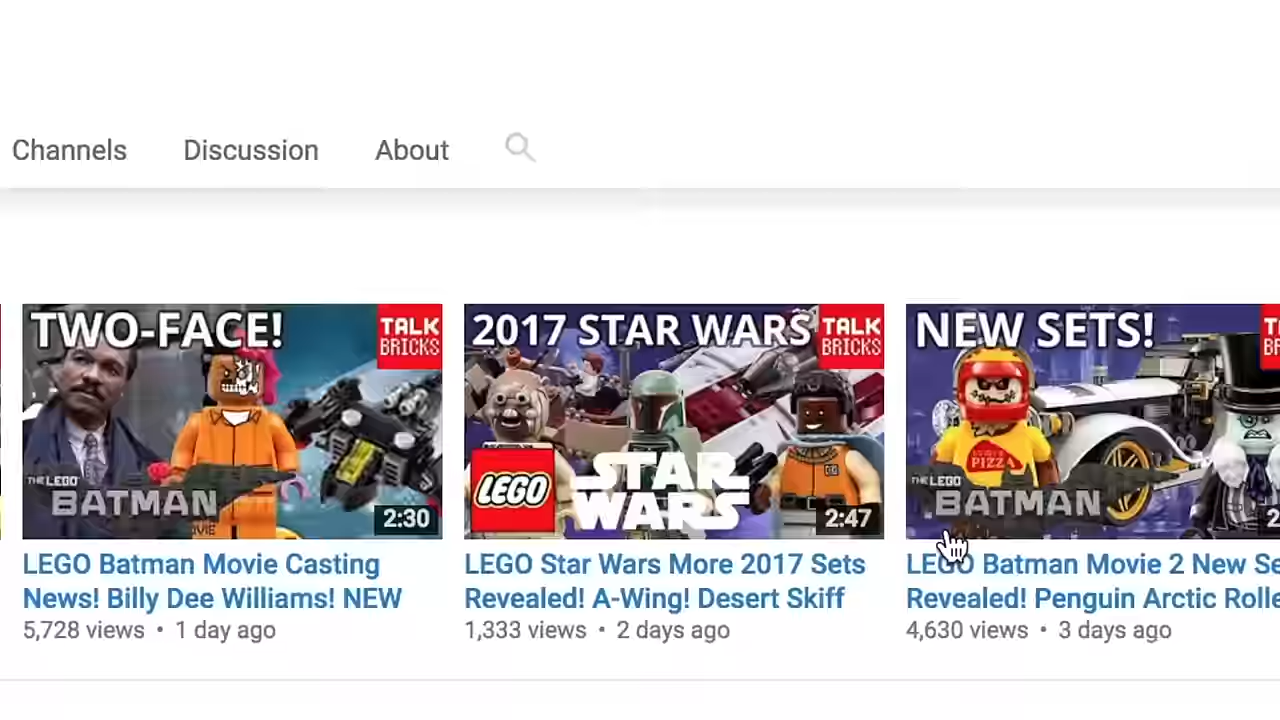 Channels Discussion About
TWO-FACE!
TALK
BRICKS
THE LEGO
BATMAN
MOVIE
2:30
LEGO Batman Movie Casting
News! Billy Dee Williams! NEW
5,728 views • 1 day ago
2017 STAR WARS
TALK
BRICKS
LEGO
STAR
WARS
2:47
LEGO Star Wars More 2017 Sets
Revealed! A-Wing! Desert Skiff
1,333 views • 2 days ago
NEW SETS!
PIZZA
THE LEGO
BATMAN
LEGO Batman Movie 2 New Se
Revealed! Penguin Arctic Rolle
4,630 views • 3 days ago